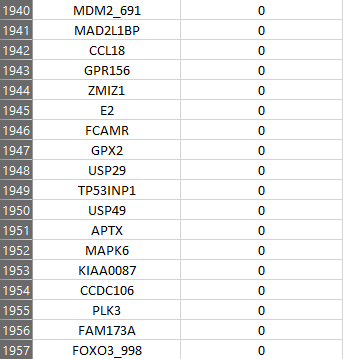 1940 MDM2_691 0
1941 MAD2L1BP 0
1942 CCL18 0
1943 GPR156 0
1944 ZMIZ1 0
1945 E2 0
1946 FCAMR 0
1947 GPX2 0
1948 USP29 0
1949 TP53INP1 0
1950 USP49 0
1951 APTX 0
1952 MAPK6 0
1953 KIAA0087 0
1954 CCDC106 0
1955 PLK3 0
1956 FAM173A 0
1957 FOXO3_998 0